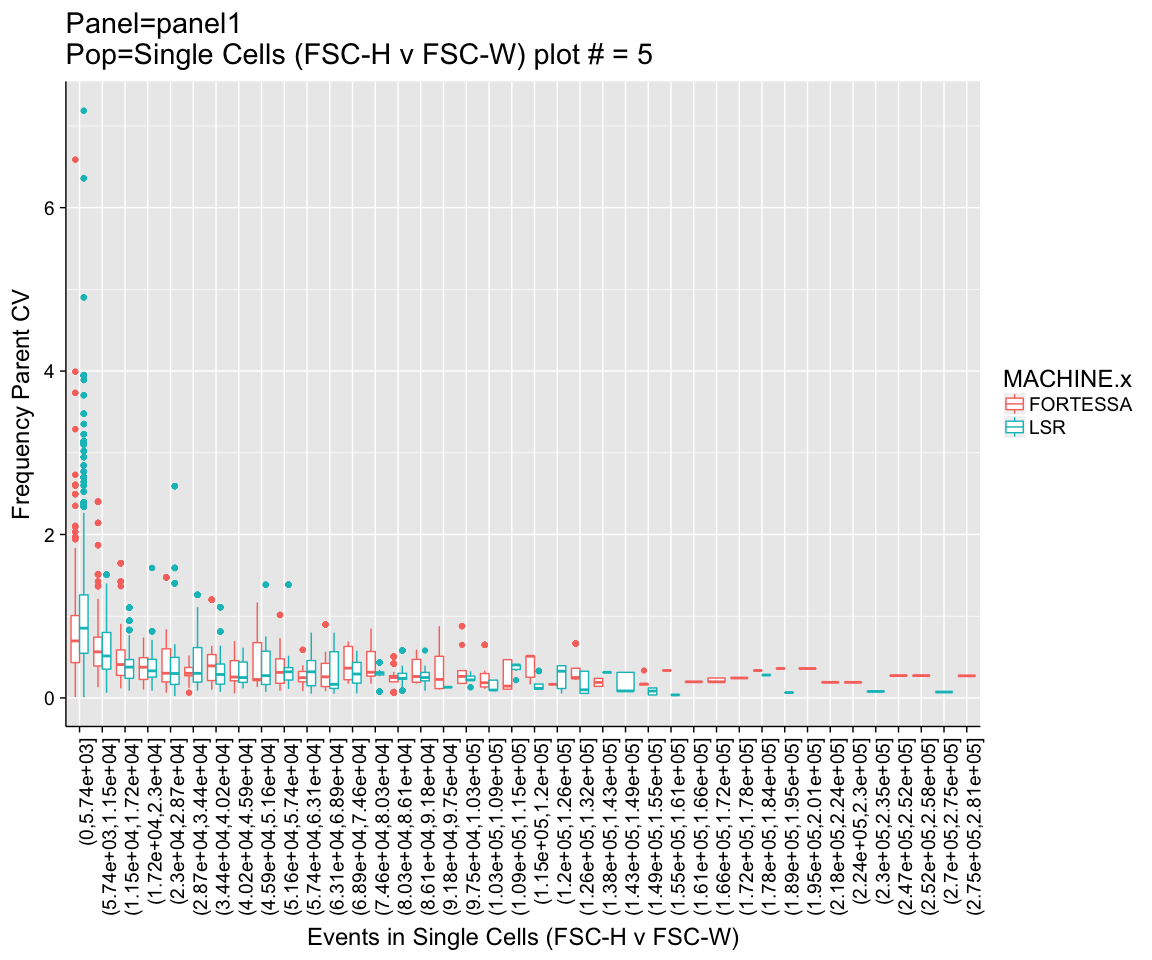 Panel=panel1
Pop=Single Cells (FSC-H v FSC-W) plot # = 5
Frequency Parent CV
6
4
2
0
MACHINE.x
FORTESSA
LSR
(0,5.74e+03]
(5.74e+03,1.15e+04]
(1.15e+04,1.72e+04]
(1.72e+04,2.3e+04]
(2.3e+04,2.87e+04]
(2.87e+04,3.44e+04]
(3.44e+04,4.02e+04]
(4.02e+04,4.59e+04]
(4.59e+04,5.16e+04]
(5.16e+04,5.74e+04]
(5.74e+04,6.31e+04]
(6.31e+04,6.89e+04]
(6.89e+04,7.46e+04]
(7.46e+04,8.03e+04]
(8.03e+04,8.61e+04]
(8.61e+04,9.18e+04]
(9.18e+04,9.75e+04]
(9.75e+04,1.03e+05]
(1.03e+05,1.09e+05]
(1.09e+05,1.15e+05]
(1.15e+05,1.2e+05]
(1.2e+05,1.26e+05]
(1.26e+05,1.32e+05]
(1.38e+05,1.43e+05]
(1.43e+05,1.49e+05]
(1.49e+05,1.55e+05]
(1.55e+05,1.61e+05]
(1.61e+05,1.66e+05]
(1.66e+05,1.72e+05]
(1.72e+05,1.78e+05]
(1.78e+05,1.84e+05]
(1.89e+05,1.95e+05]
(1.95e+05,2.01e+05]
(2.18e+05,2.24e+05]
(2.24e+05,2.3e+05]
(2.3e+05,2.35e+05]
(2.47e+05,2.52e+05]
(2.52e+05,2.58e+05]
(2.7e+05,2.75e+05]
(2.75e+05,2.81e+05]
Events in Single Cells (FSC-H v FSC-W)